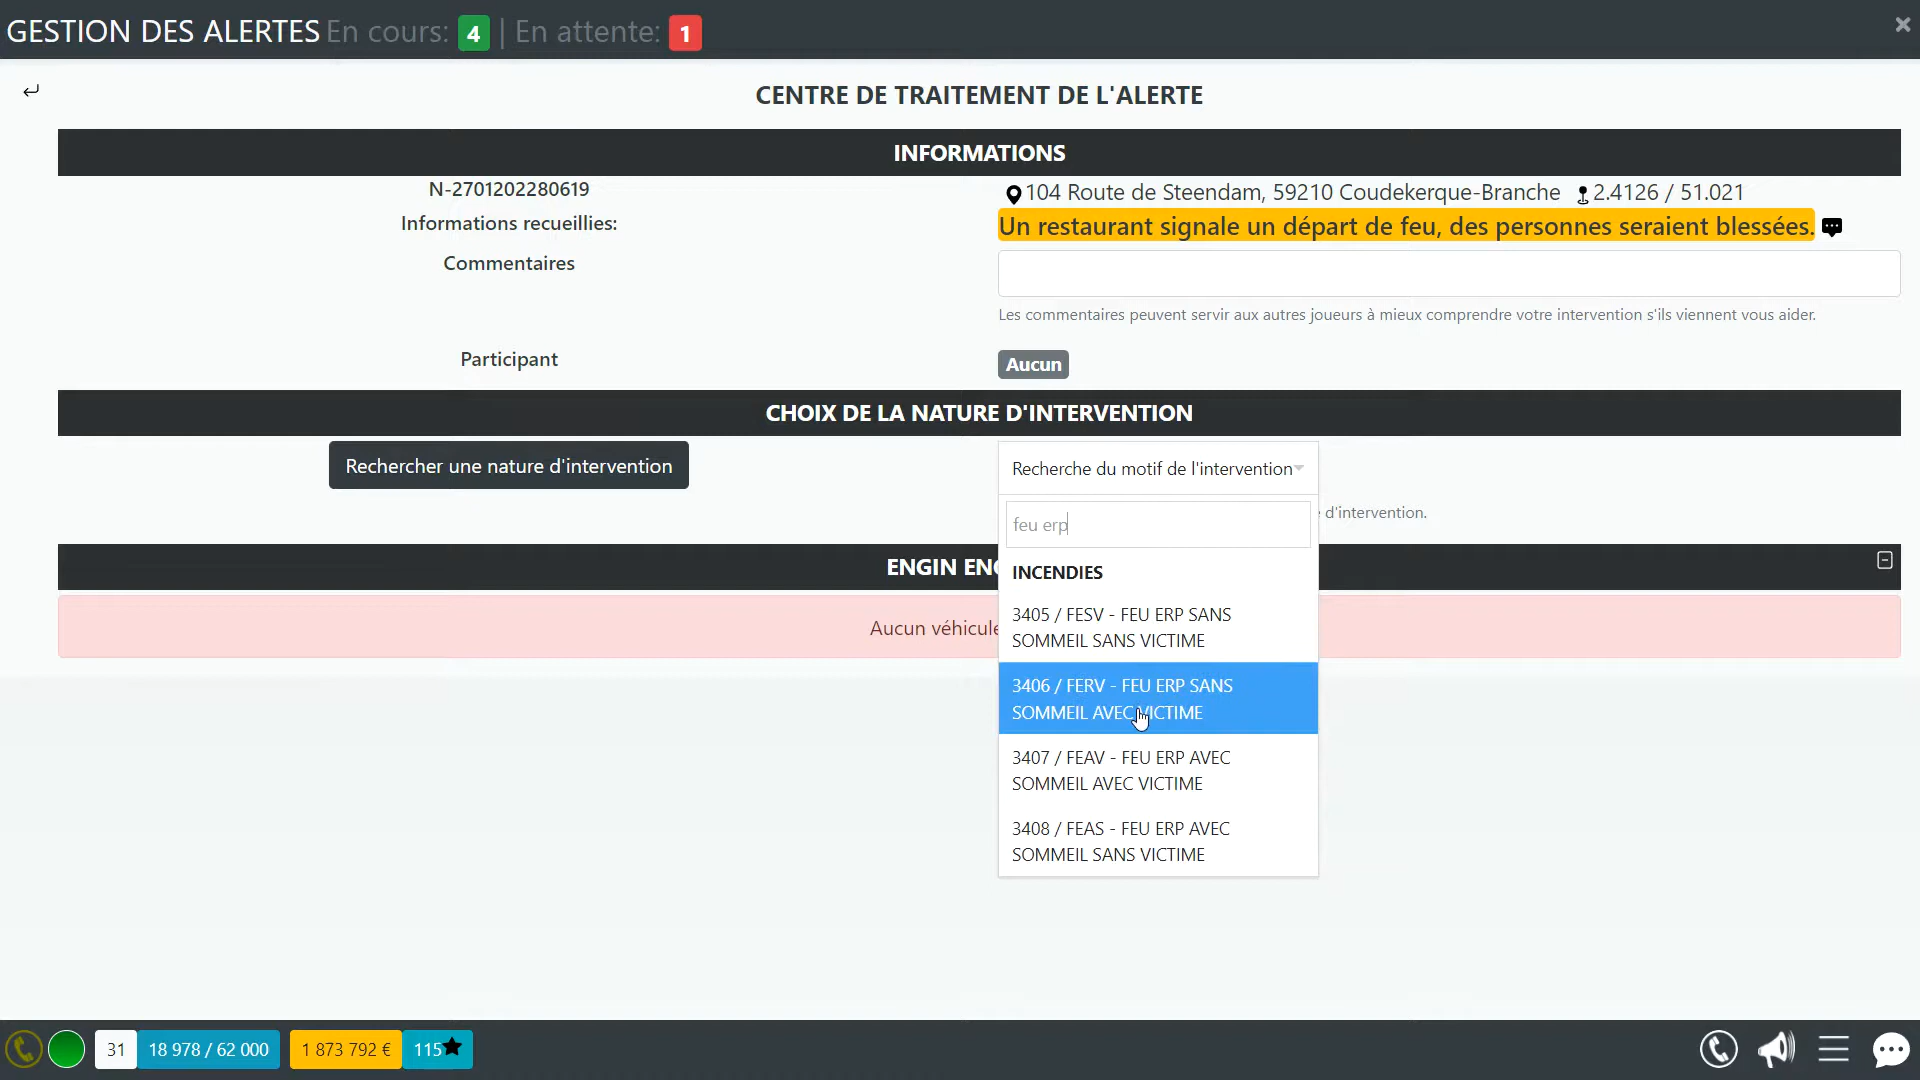 GESTION DES ALERTES En cours: 4 | En attente: 1
CENTRE DE TRAITEMENT DE L'ALERTE
INFORMATIONS
N-2701202280619
104 Route de Steendam, 59210 Coudekerque-Branche 2.4126 / 51.021
Informations recueillies:
Un restaurant signale un départ de feu, des personnes seraient blessées.
Commentaires
Les commentaires peuvent servir aux autres joueurs à mieux comprendre votre intervention s'ils viennent vous aider.
Participant
Aucun
CHOIX DE LA NATURE D'INTERVENTION
Rechercher une nature d'intervention
Recherche du motif de l'intervention
d'intervention.
feu erp
ENGIN
INCENDIES
3405 / FESV - FEU ERP SANS
SOMMEIL SANS VICTIME
Aucun
3406 / FERV - FEU ERP SANS
SOMMEIL AVEC VICTIME
3407 / FEAV - FEU ERP AVEC
SOMMEIL AVEC VICTIME
3408 / FEAS - FEU ERP AVEC
SOMMEIL SANS VICTIME
31 18 978 / 62 000 1 873 792 € 115